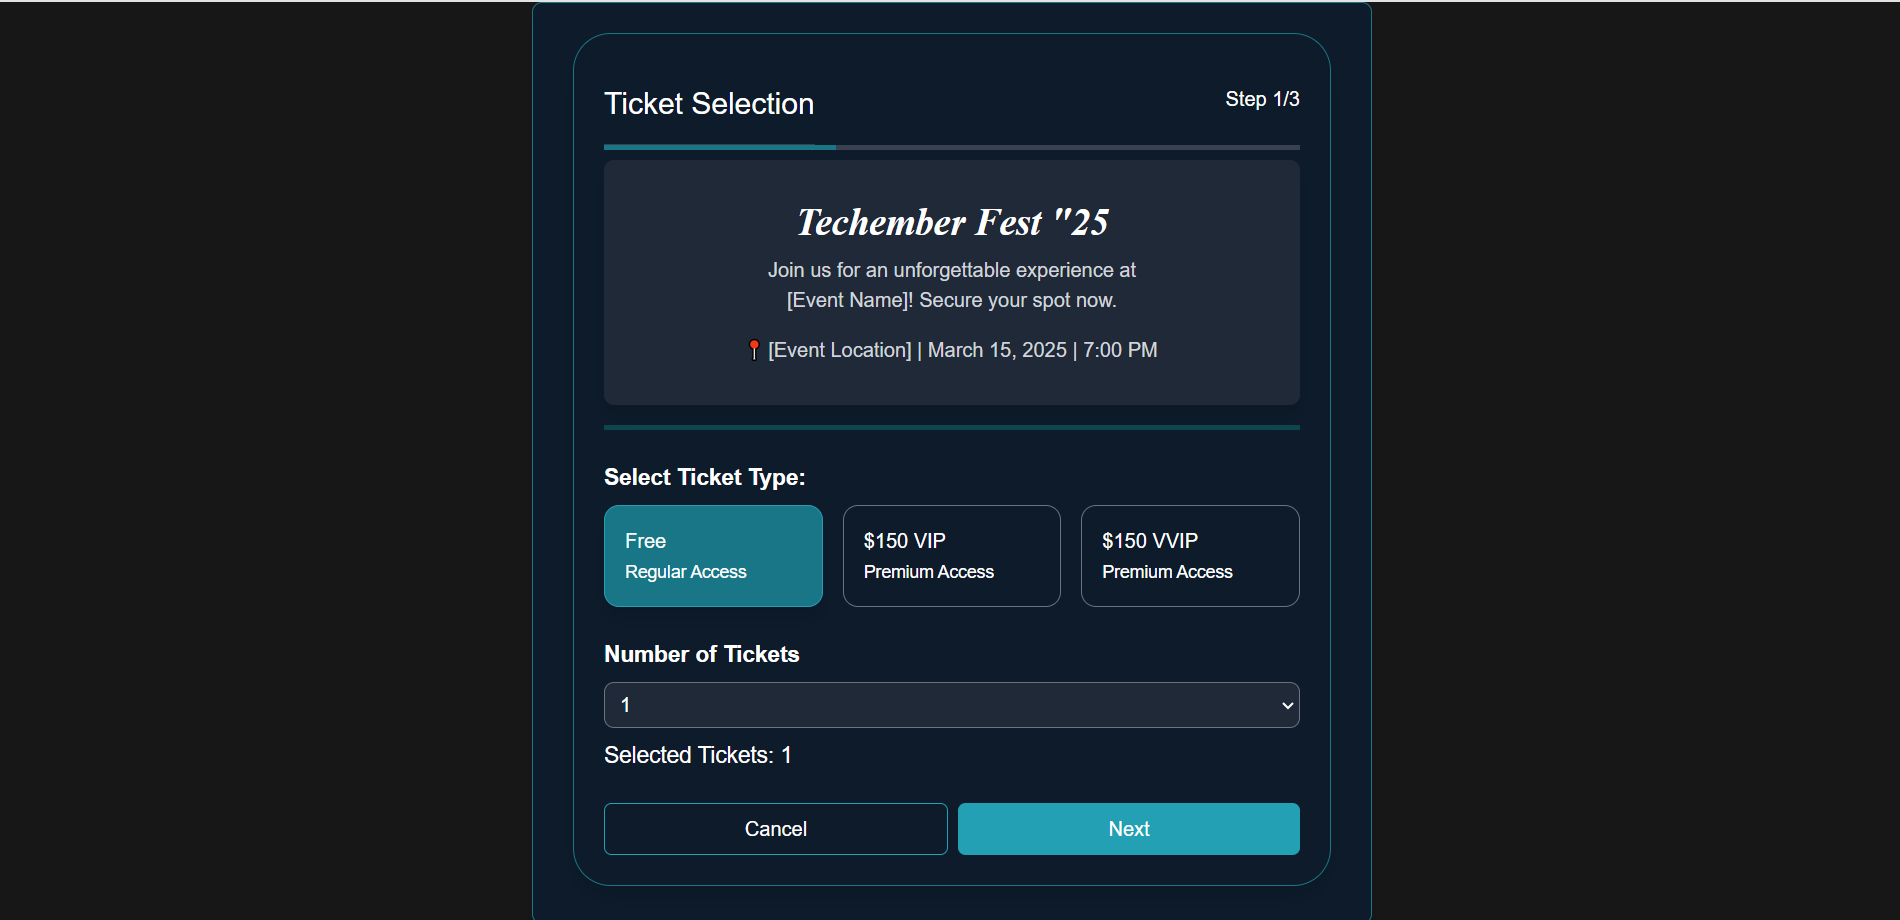 Ticket Selection
Step 1/3
Techember Fest "25
Join us for an unforgettable experience at
[Event Name]! Secure your spot now.
📍 [Event Location] | March 15, 2025 | 7:00 PM
Select Ticket Type:
Free
Regular Access
$150 VIP
Premium Access
$150 VVIP
Premium Access
Number of Tickets
1
Selected Tickets: 1
Cancel
Next